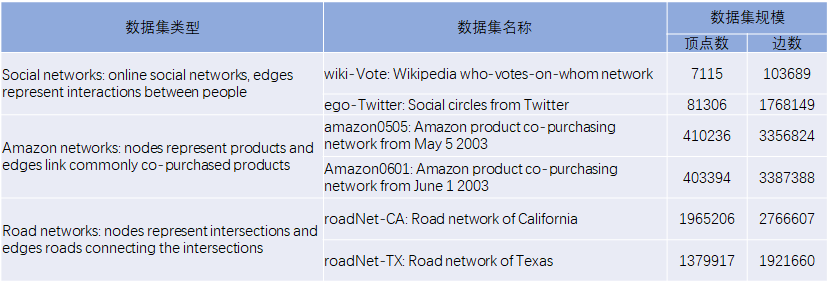 数据集类型
数据集名称
数据集规模
顶点数
边数
Social networks: online social networks, edges
represent interactions between people
wiki-Vote: Wikipedia who-votes-on-whom network
7115
103689
ego-Twitter: Social circles from Twitter
81306
1768149
Amazon networks: nodes represent products and
edges link commonly co-purchased products
amazon0505: Amazon product co-purchasing
network from May 5 2003
410236
3356824
Amazon0601: Amazon product co-purchasing
network from June 1 2003
403394
3387388
Road networks: nodes represent intersections and
edges roads connecting the intersections
roadNet-CA: Road network of California
1965206
2766607
roadNet-TX: Road network of Texas
1379917
1921660